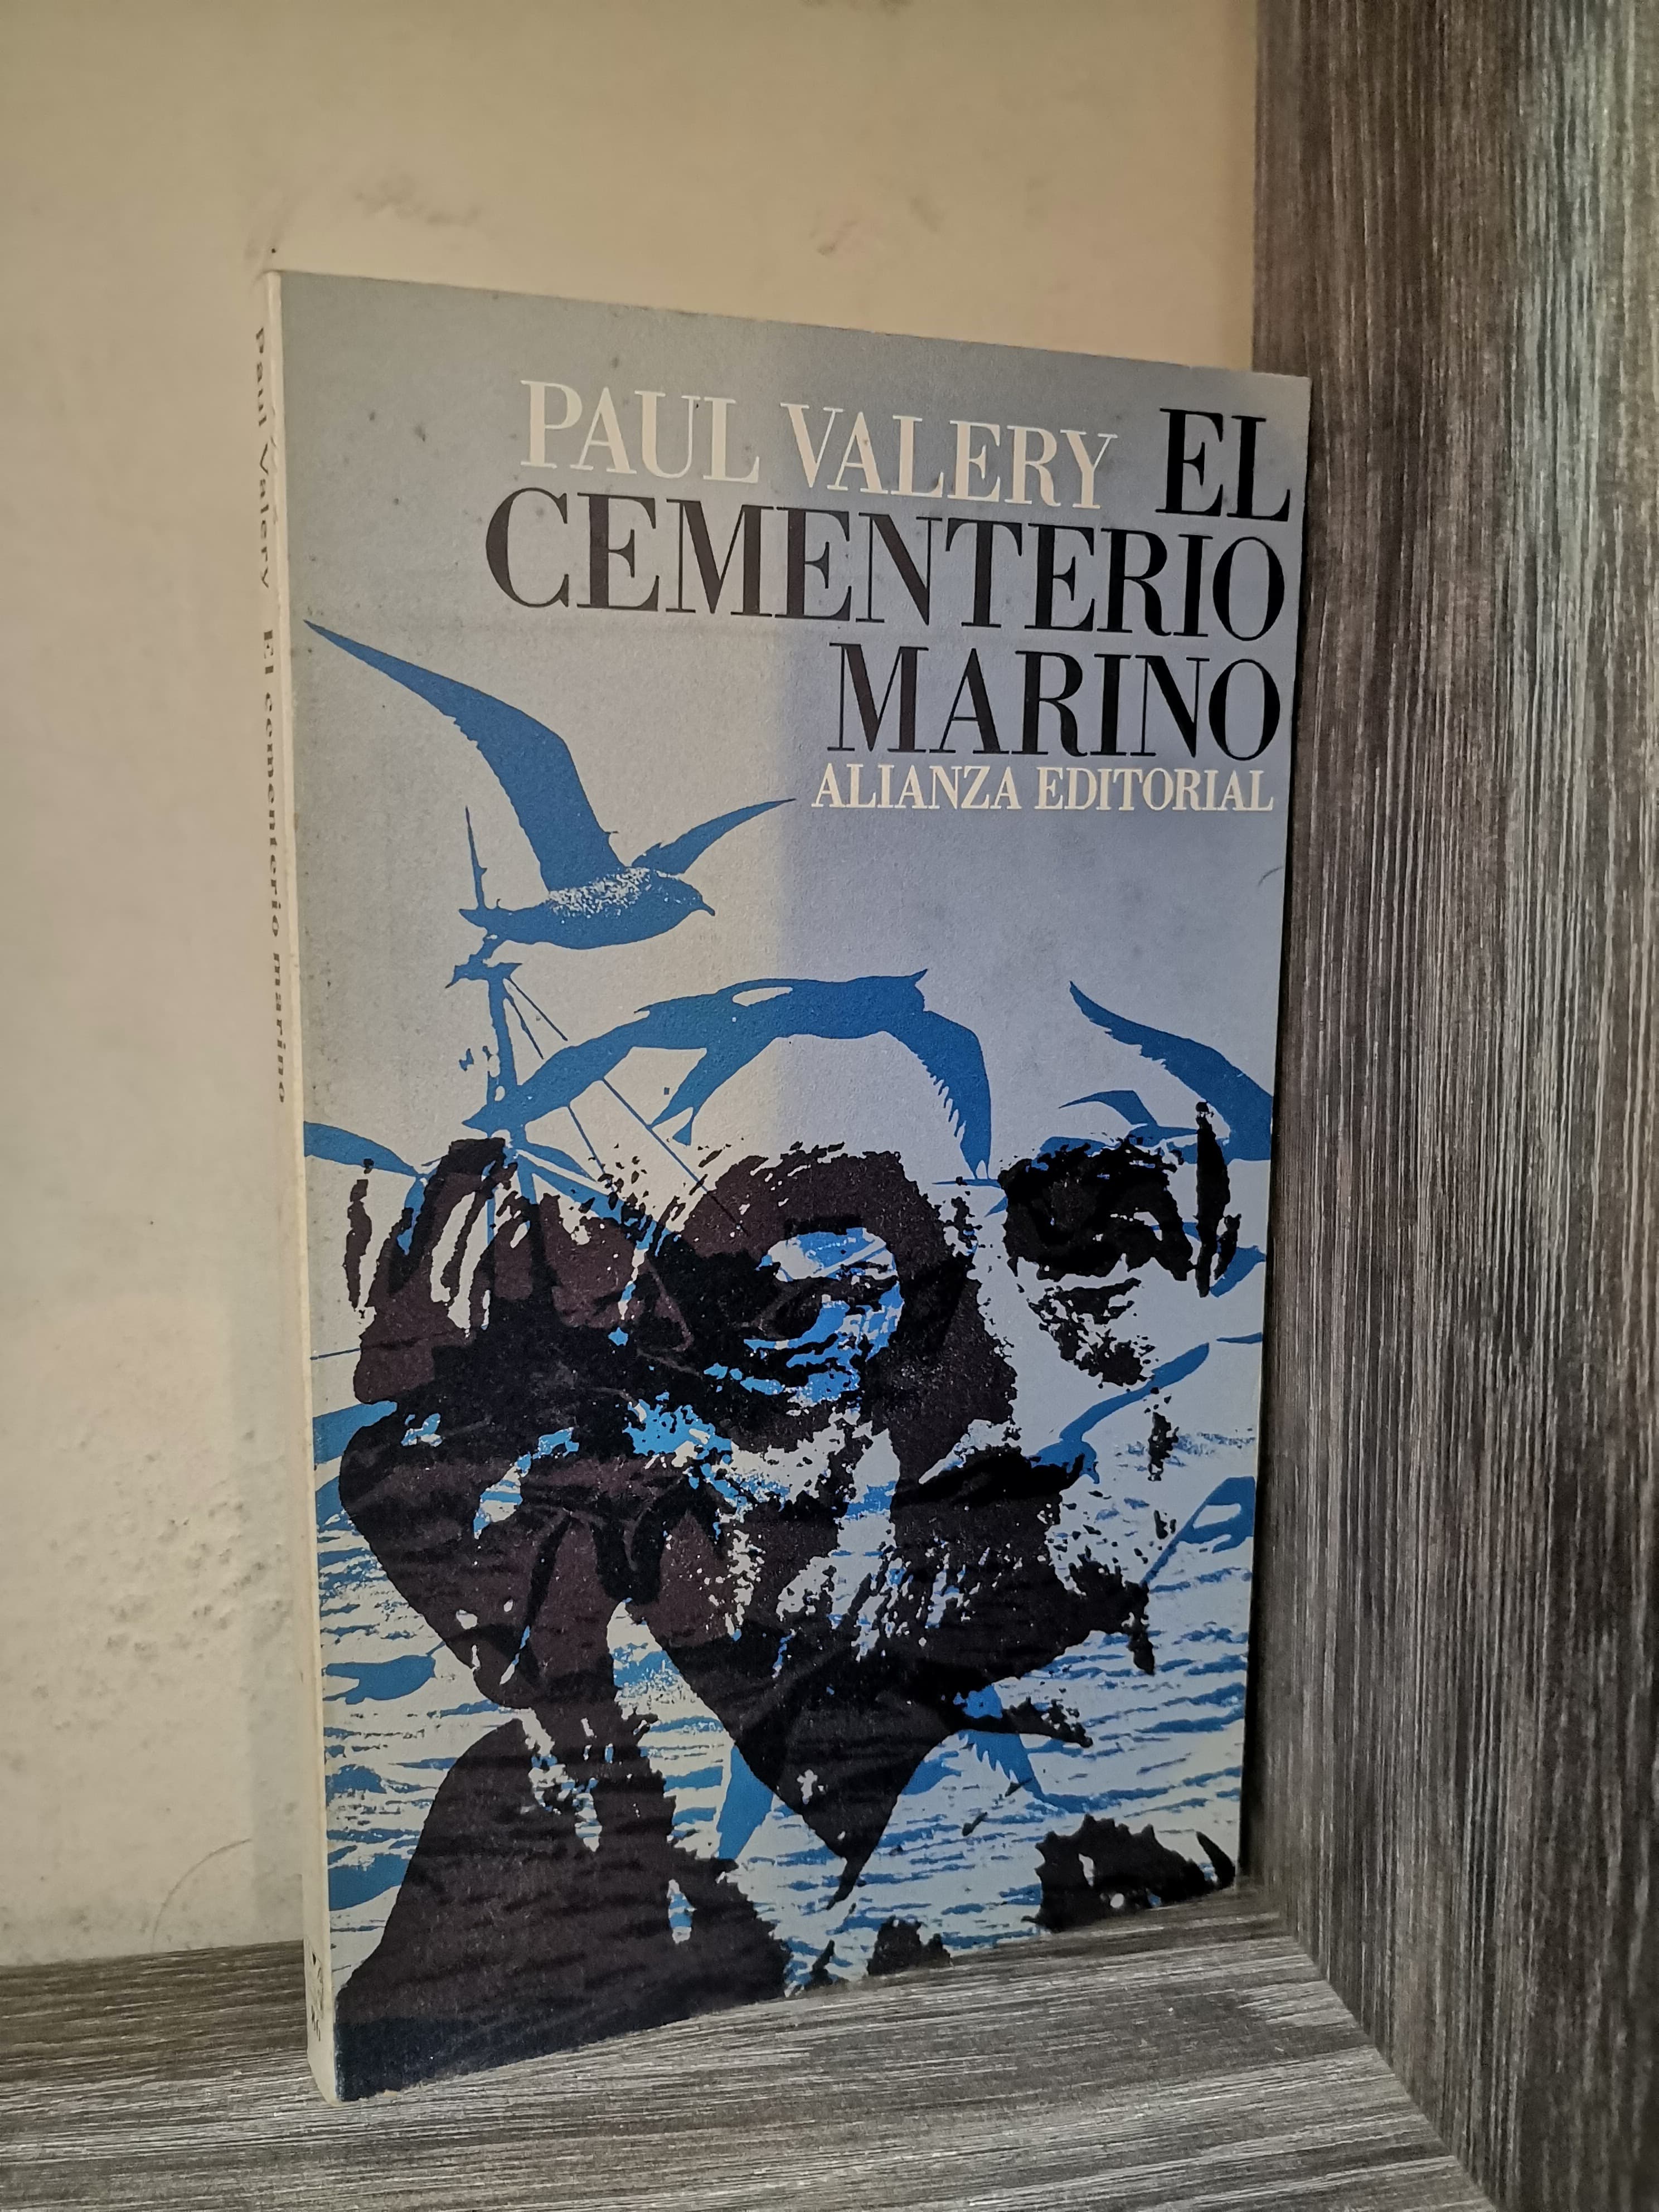 PAUL VALERY EL
CEMENTERIO
MARINO
ALIANZA EDITORIAL
Paul Valery El cementerio marino